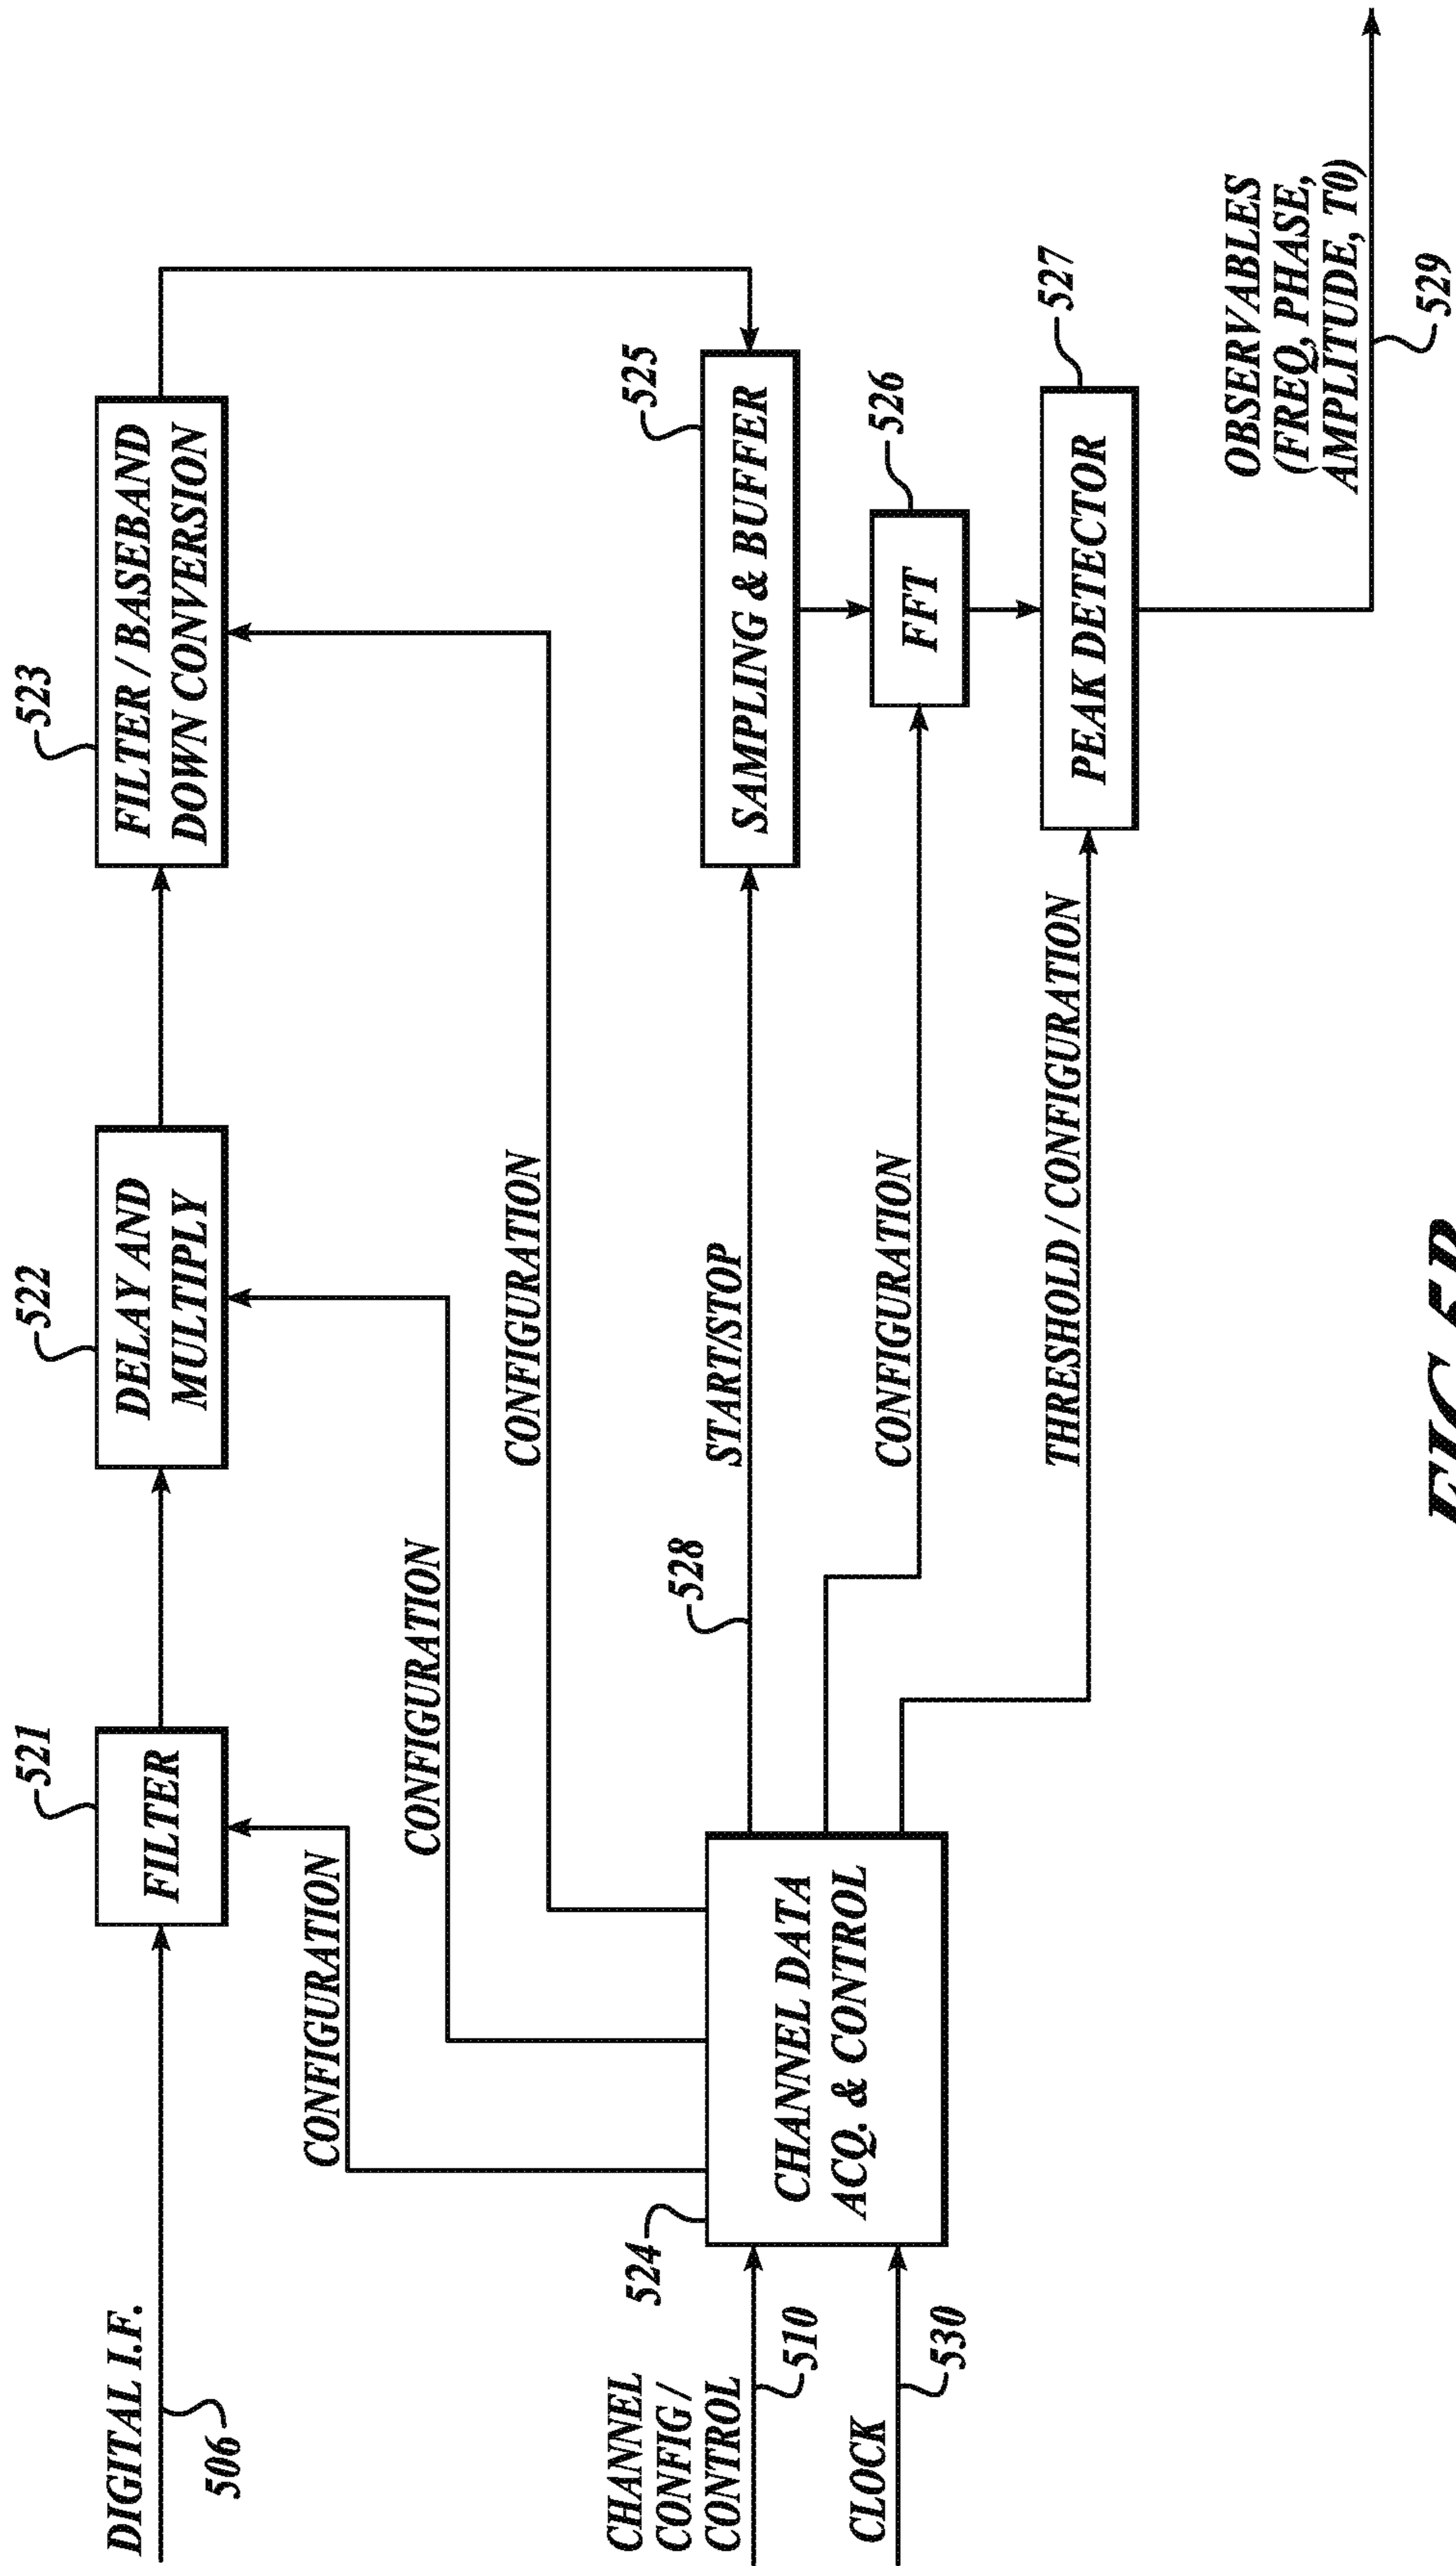 DIGITAL I.F.
506
521
FILTER
522
DELAY AND
MULTIPLY
523
FILTER / BASEBAND
DOWN CONVERSION
CONFIGURATION
CONFIGURATION
CONFIGURATION
CHANNEL
CONFIG /
CONTROL
510
CLOCK
530
524
CHANNEL DATA
ACQ. & CONTROL
528
START/STOP
525
SAMPLING & BUFFER
CONFIGURATION
526
FFT
THRESHOLD / CONFIGURATION
527
PEAK DETECTOR
OBSERVABLES
(FREQ, PHASE,
AMPLITUDE, T0)
529
FIG. 5B